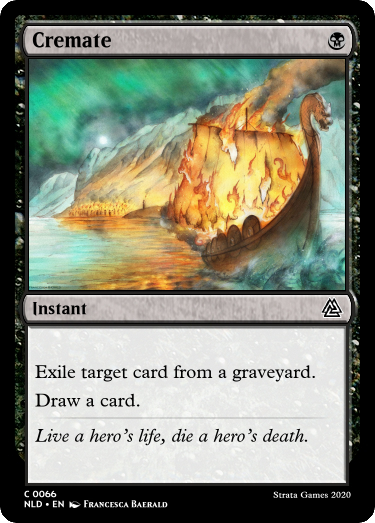 Cremate
Instant
Exile target card from a graveyard.
Draw a card.
Live a hero's life, die a hero's death.
C 0066
NLD • EN FRANCESCA BAERALD
Strata Games 2020